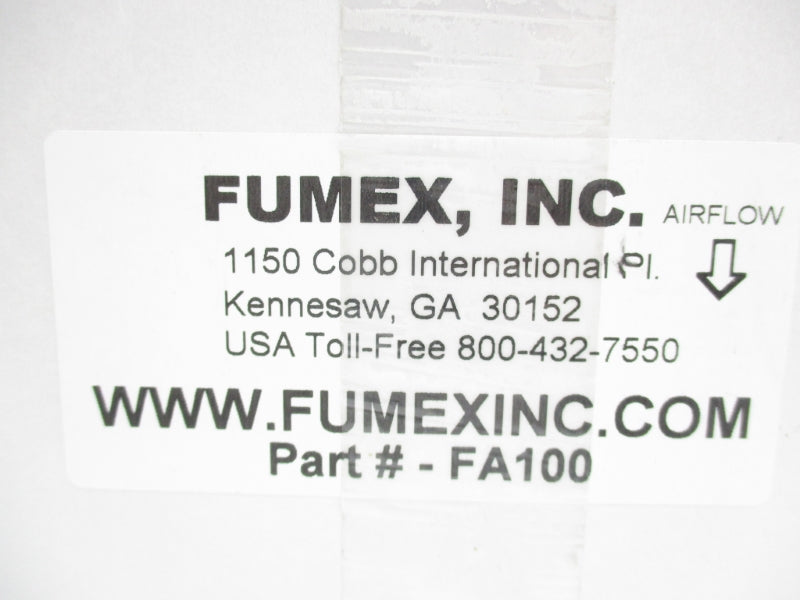 FUMEX, INC. AIRFLOW
1150 Cobb International Pl.
Kennesaw, GA 30152
USA Toll-Free 800-432-7550
WWW.FUMEXINC.COM
Part # - FA100